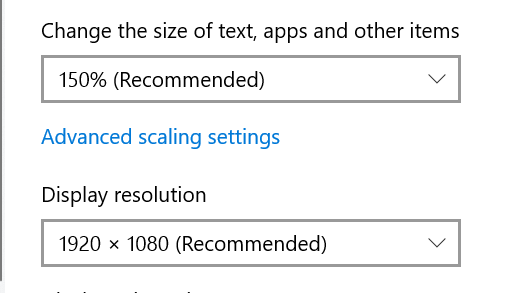 Change the size of text, apps and other items
150% (Recommended)
Advanced scaling settings
Display resolution
1920 × 1080 (Recommended)